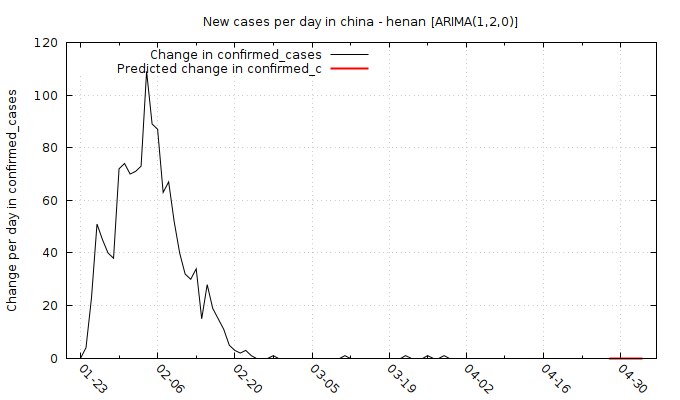 New cases per day in china - henan [ARIMA(1,2,0)]
Change in confirmed_cases
Predicted change in confirmed_c
Change per day in confirmed_cases
120
100
80
60
40
20
0
01-23 02-06 02-20 03-05 03-19 04-02 04-16 04-30